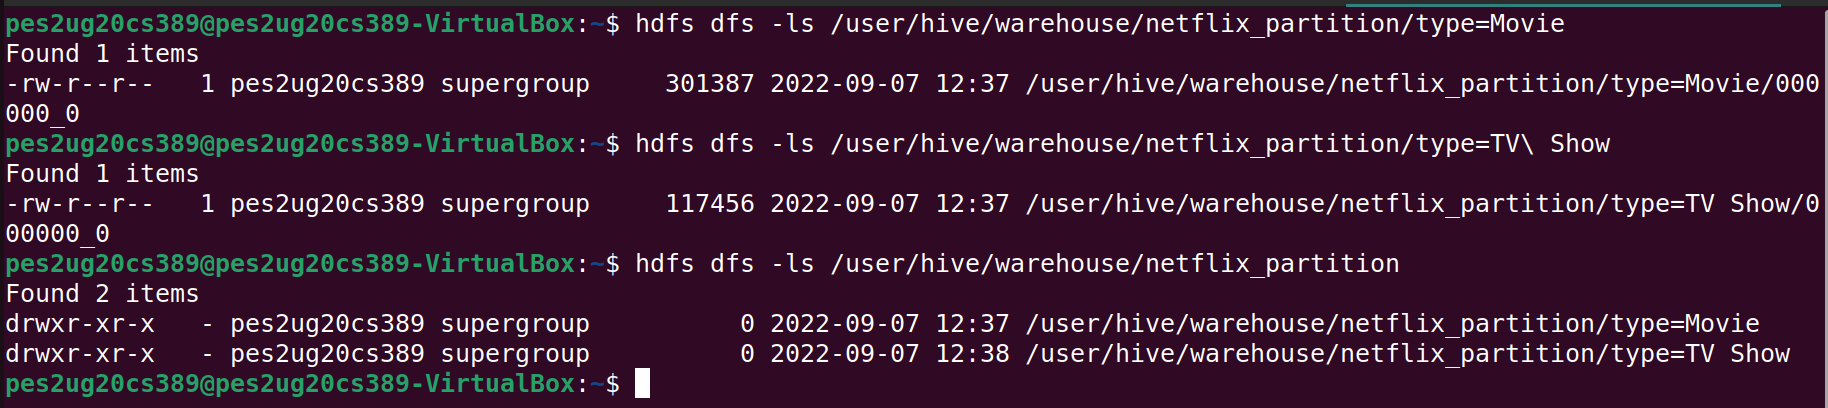 pes2ug20cs389@pes2ug20cs389-VirtualBox:~$ hdfs dfs -ls /user/hive/warehouse/netflix_partition/type=Movie
Found 1 items
-rw-r--r--   1 pes2ug20cs389 supergroup     301387 2022-09-07 12:37 /user/hive/warehouse/netflix_partition/type=Movie/000
000_0
pes2ug20cs389@pes2ug20cs389-VirtualBox:~$ hdfs dfs -ls /user/hive/warehouse/netflix_partition/type=TV\ Show
Found 1 items
-rw-r--r--   1 pes2ug20cs389 supergroup     117456 2022-09-07 12:37 /user/hive/warehouse/netflix_partition/type=TV Show/0
00000_0
pes2ug20cs389@pes2ug20cs389-VirtualBox:~$ hdfs dfs -ls /user/hive/warehouse/netflix_partition
Found 2 items
drwxr-xr-x   - pes2ug20cs389 supergroup          0 2022-09-07 12:37 /user/hive/warehouse/netflix_partition/type=Movie
drwxr-xr-x   - pes2ug20cs389 supergroup          0 2022-09-07 12:38 /user/hive/warehouse/netflix_partition/type=TV Show
pes2ug20cs389@pes2ug20cs389-VirtualBox:~$